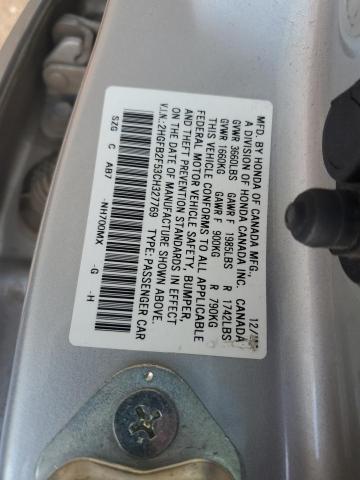 MFD. BY HONDA OF CANADA MFG. 12/
A DIVISION OF HONDA CANADA INC. CANADA
GVWR 3660LBS GAWR F 1985LBS R 1742LBS
GVWR 1660KG GAWR F 900KG R 790KG
THIS VEHICLE CONFORMS TO ALL APPLICABLE
FEDERAL MOTOR VEHICLE SAFETY, BUMPER,
AND THEFT PREVENTION STANDARDS IN EFFECT
ON THE DATE OF MANUFACTURE SHOWN ABOVE.
V.I.N.:2HGFB2F53CH327769 TYPE:PASSENGER CAR
SZG C AB7 -NH700MX -G -H